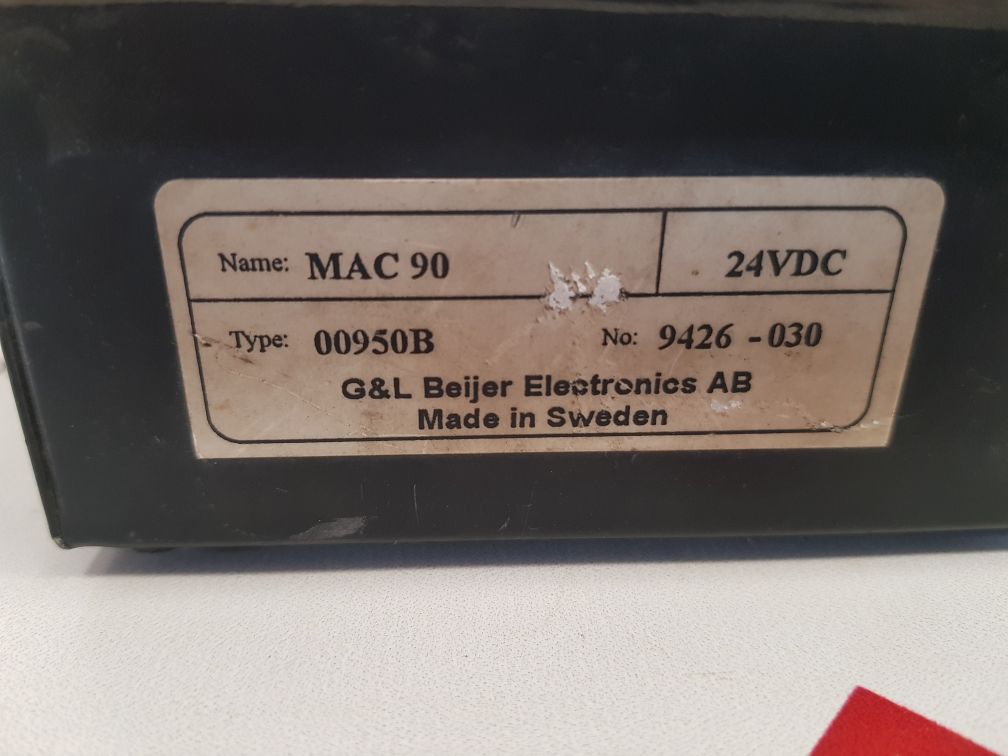 Name: MAC 90 24VDC
Type: 00950B No: 9426 - 030
G&L Beijer Electronics AB
Made in Sweden